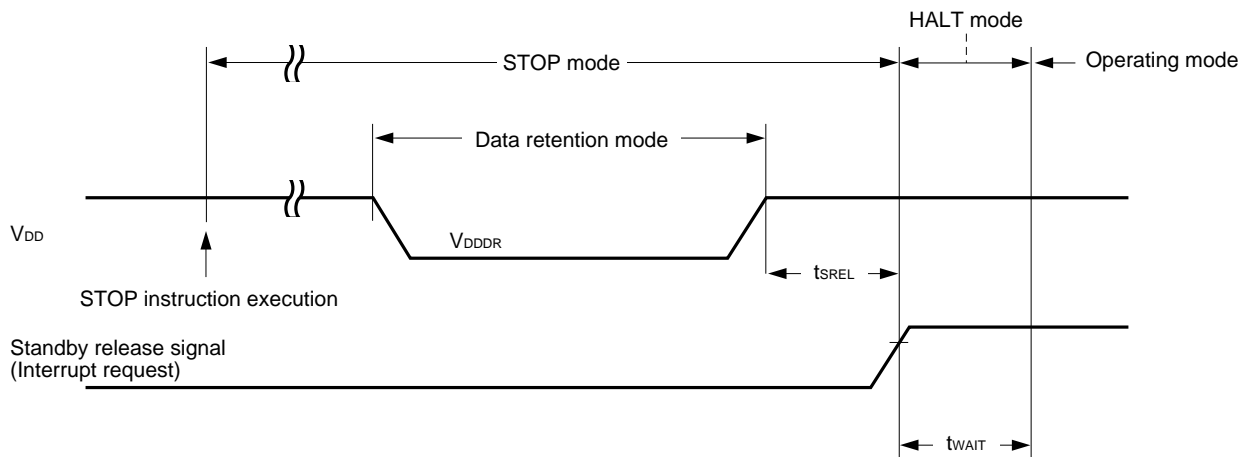 HALT mode
STOP mode
Operating mode
Data retention mode
VDD
VDDDR
tSREL
STOP instruction execution
Standby release signal
(Interrupt request)
tWAIT